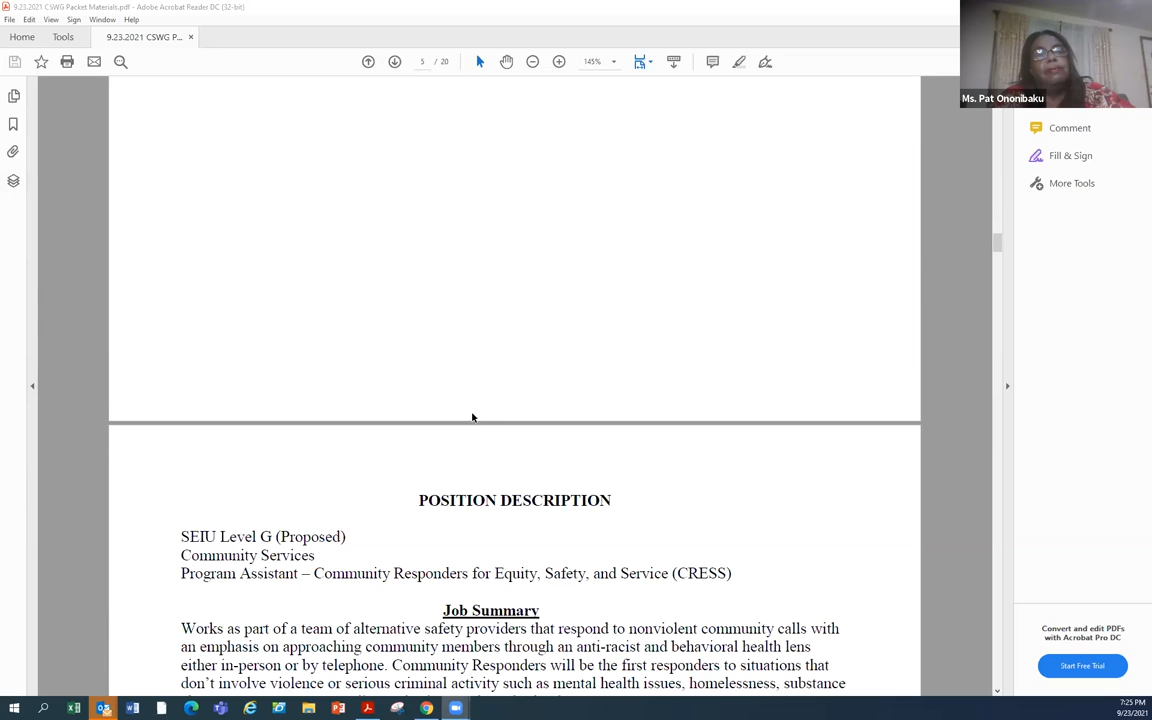 9.23.2021 CSWG Packet Materials.pdf - Adobe Acrobat Reader DC (32-bit)
File Edit View Sign Window Help
Home Tools 9.23.2021 CSWG P... ×
5 / 20 145%
Ms. Pat Ononibaku
Comment
Fill & Sign
More Tools
POSITION DESCRIPTION
SEIU Level G (Proposed)
Community Services
Program Assistant – Community Responders for Equity, Safety, and Service (CRESS)
Job Summary
Works as part of a team of alternative safety providers that respond to nonviolent community calls with
an emphasis on approaching community members through an anti-racist and behavioral health lens
either in-person or by telephone. Community Responders will be the first responders to situations that
don't involve violence or serious criminal activity such as mental health issues, homelessness, substance
Convert and edit PDFs
with Acrobat Pro DC
Start Free Trial
7:25 PM
9/23/2021